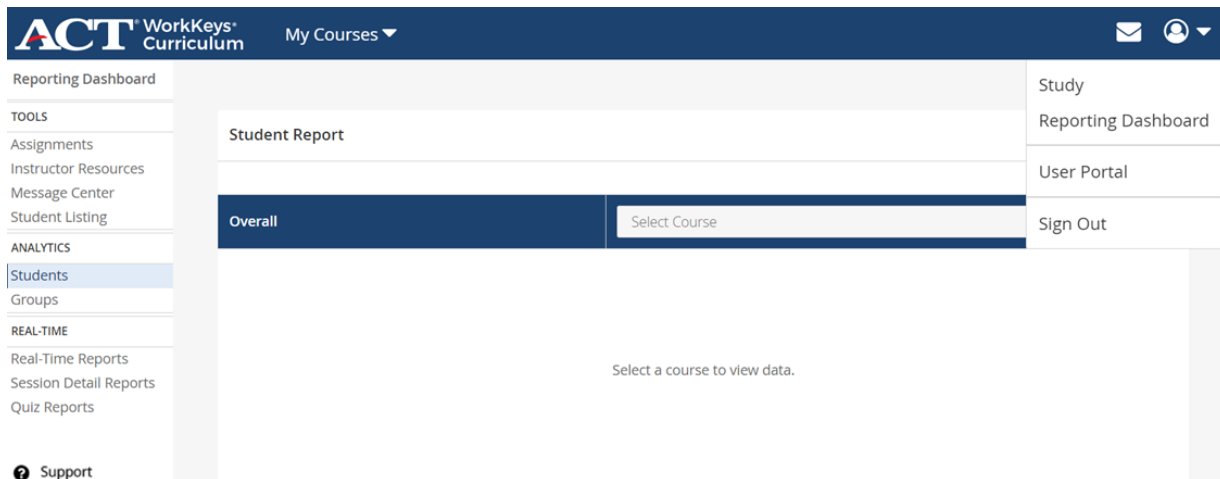 ACT® WorkKeys®
Curriculum
My Courses
Reporting Dashboard
TOOLS
Assignments
Instructor Resources
Message Center
Student Listing
ANALYTICS
Students
Groups
REAL-TIME
Real-Time Reports
Session Detail Reports
Quiz Reports
? Support
Student Report
Overall
Select Course
Select a course to view data.
Study
Reporting Dashboard
User Portal
Sign Out